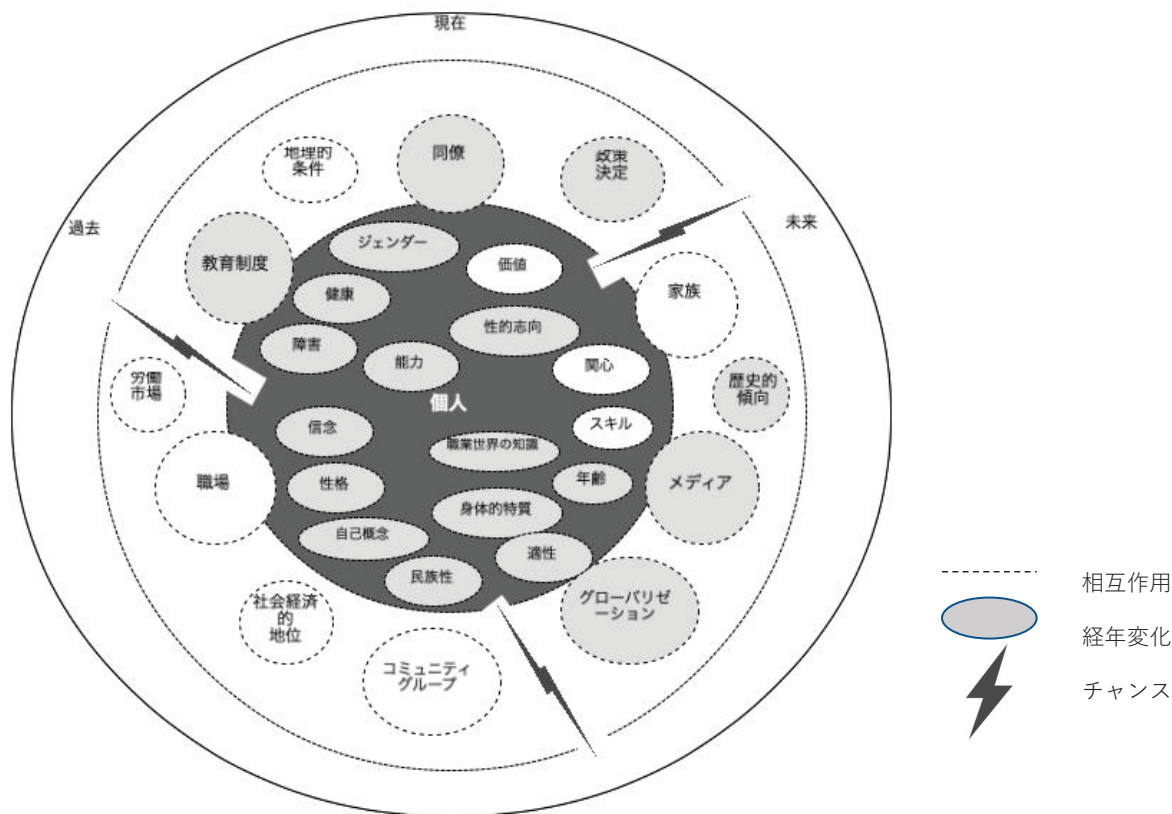 現在
地理的
条件
同僚
政策
決定
過去
未来
教育制度
ジェンダー
価値
家族
健康
性的志向
障害
能力
関心
労働
市場
歴史的
傾向
個人
信念
スキル
職業世界の知識
職場
性格
年齢
メディア
身体的特質
自己概念
適性
民族性
社会経済
的
地位
グローバリゼ
ーション
コミュニティ
グループ
相互作用
経年変化
チャンス